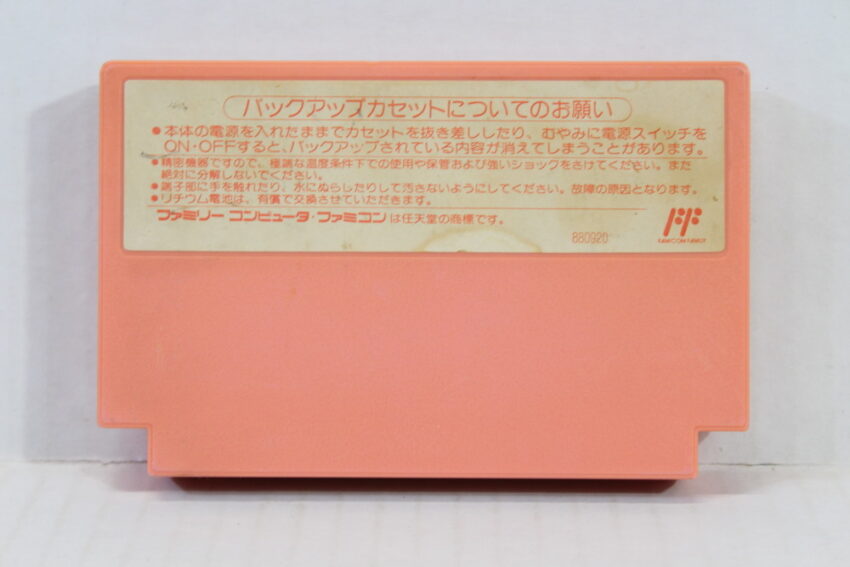 バックアップカセットについてのお願い
●本体の電源を入れたままでカセットを抜き差ししたり、むやみに電源スイッチを
ON・OFFすると、バックアップされている内容が消えてしまうことがあります。
●精密機器ですので、極端な温度条件下での使用や保管および強いショックをさけてください。また
絶対に分解しないでください。
●端子部に手を触れたり、水にぬらしたりして汚さないようにしてください。故障の原因となります。
●リチウム電池は、有償で交換させていただきます。
ファミリー コンピュータ・ファミコンは任天堂の商標です。
880920
FF
FAMICOM FAMILY